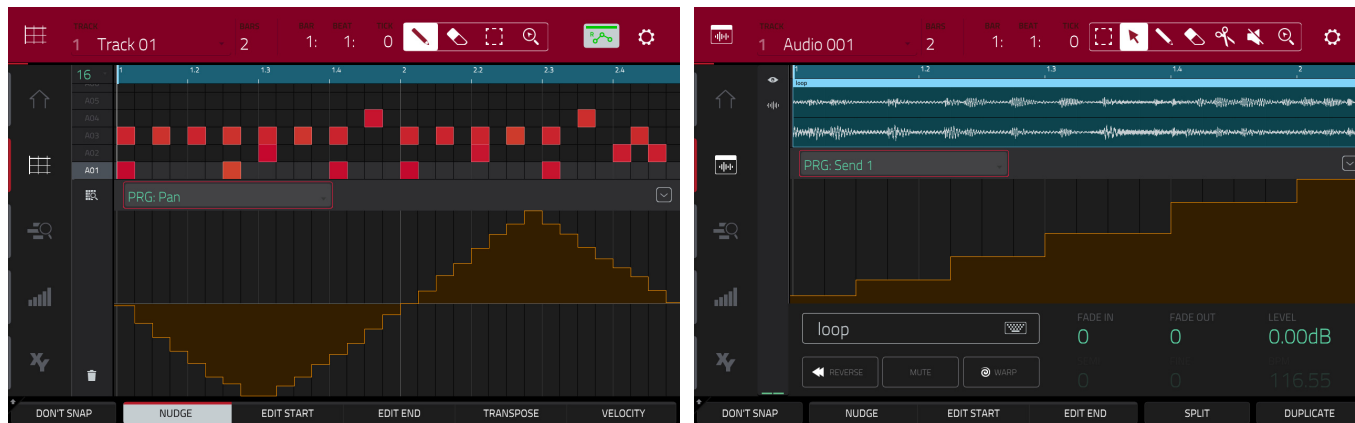 TRACK BARS BAR BEAT TICK
1 Track 01 2 1: 1: 0
16 1 1.2 1.3 1.4 2 2.2 2.3 2.4
A05
A04
A03
A02
A01
PRG: Pan
XY
DON'T SNAP NUDGE EDIT START EDIT END TRANSPOSE VELOCITY
TRACK BARS BAR BEAT TICK
1 Audio 001 2 1: 1: 0
1 1.2 1.3 1.4 2
loop
PRG: Send 1
loop
FADE IN FADE OUT LEVEL
0 0 0.00dB
REVERSE MUTE WARP
0 0 116.55
XY
DON'T SNAP NUDGE EDIT START EDIT END SPLIT DUPLICATE